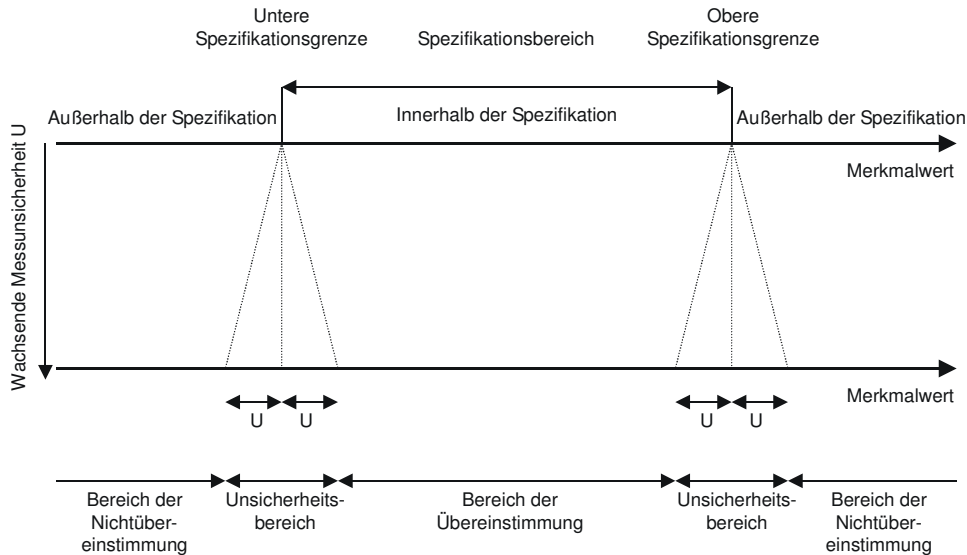 Untere
Spezifikationsgrenze
Spezifikationsbereich
Obere
Spezifikationsgrenze
Außerhalb der Spezifikation
Innerhalb der Spezifikation
Außerhalb der Spezifikation
Merkmalwert
Wachsende Messunsicherheit U
Merkmalwert
U
U
U
U
Bereich der
Nichtüber-
einstimmung
Unsicherheits-
bereich
Bereich der
Übereinstimmung
Unsicherheits-
bereich
Bereich der
Nichtüber-
einstimmung